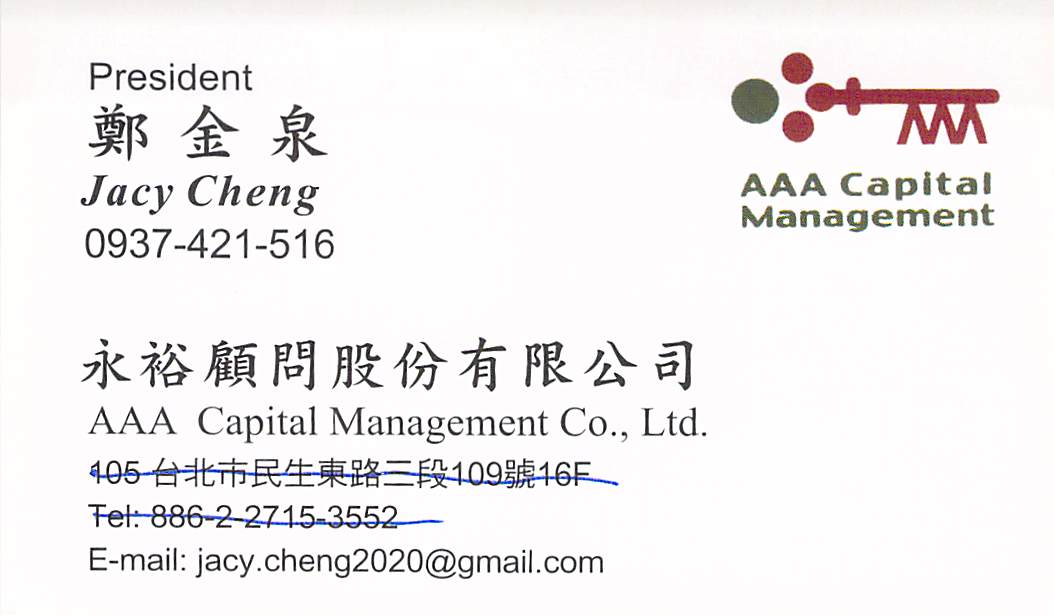 President
鄭金泉
Jacy Cheng
0937-421-516
AAA Capital
Management
永裕顧問股份有限公司
AAA Capital Management Co., Ltd.
105 台北市民生東路三段109號16F
Tel: 886-2-2715-3552
E-mail: jacy.cheng2020@gmail.com